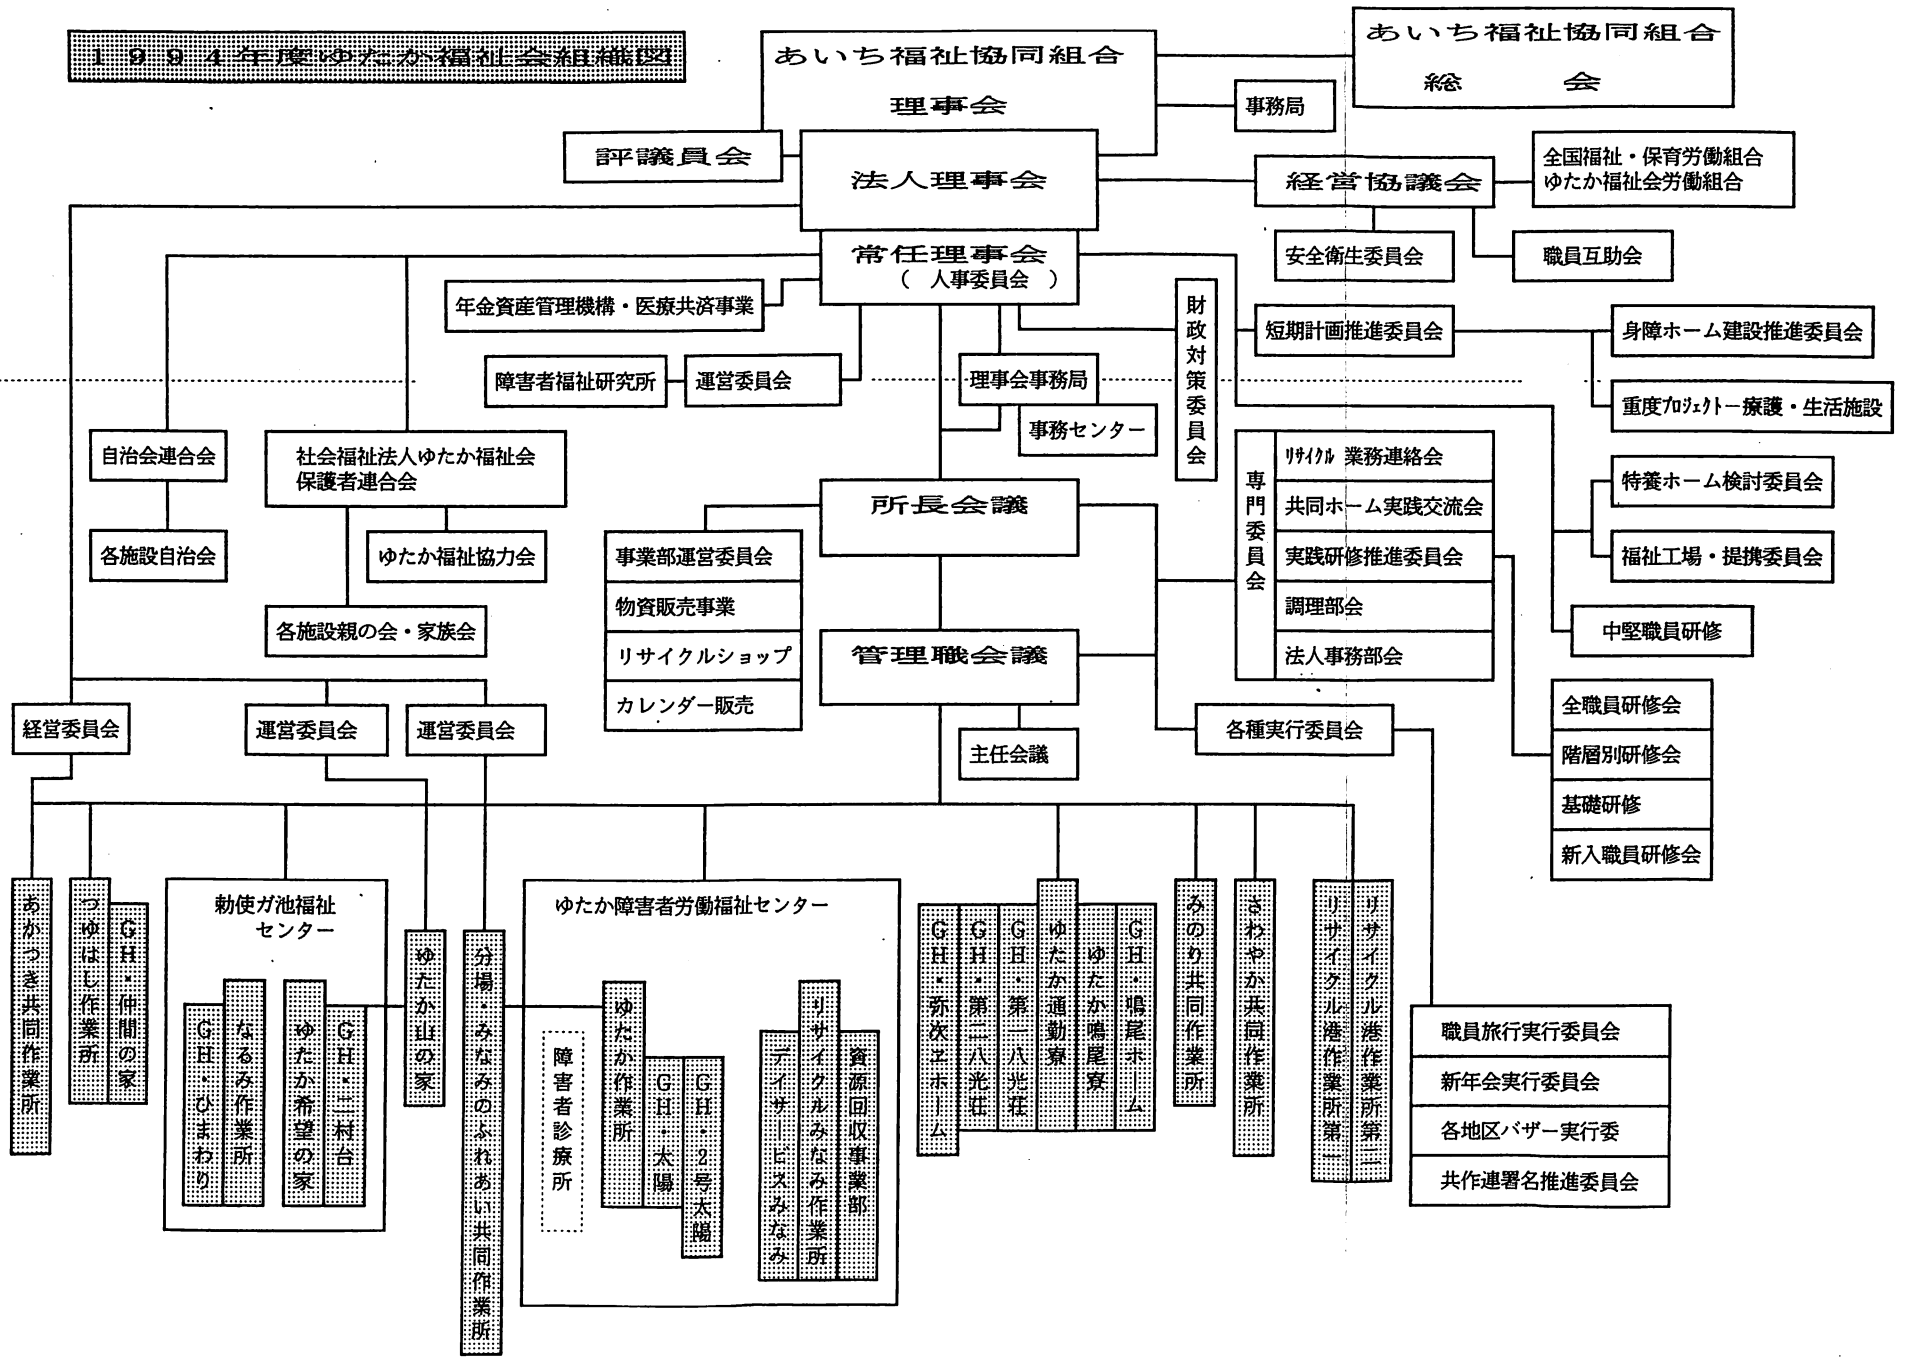 1994年度ゆたか福祉会組織図
あいち福祉協同組合
理事会
あいち福祉協同組合
総会
事務局
評議員会
法人理事会
経営協議会
全国福祉・保育労働組合
ゆたか福祉会労働組合
安全衛生委員会
職員互助会
常任理事会
(人事委員会)
年金資産管理機構・医療共済事業
財政対策委員会
短期計画推進委員会
身障ホーム建設推進委員会
障害者福祉研究所
運営委員会
理事会事務局
事務センター
重度プロジェクトー療護・生活施設
自治会連合会
社会福祉法人ゆたか福祉会
保護者連合会
専門委員会
リサイクル 業務連絡会
共同ホーム実践交流会
実践研修推進委員会
調理部会
法人事務部会
特養ホーム検討委員会
福祉工場・提携委員会
所長会議
各施設自治会
ゆたか福祉協力会
事業部運営委員会
物資販売事業
リサイクルショップ
カレンダー販売
各施設親の会・家族会
中堅職員研修
管理職会議
全職員研修会
階層別研修会
基礎研修
新入職員研修会
経営委員会
運営委員会
運営委員会
主任会議
各種実行委員会
あかつき共同作業所
つゆはし作業所
GH・仲間の家
勅使ガ池福祉
センター
GH・ひまわり
なるみ作業所
ゆたか希望の家
GH・二村台
ゆたか山の家
分場・みなみのふれあい共同作業所
ゆたか障害者労働福祉センター
障害者診療所
ゆたか作業所
GH・太陽
GH・2号太陽
デイサービスみなみ
リサイクルみなみ作業所
資源回収事業部
GH・弥次ヱホーム
GH・第二八光荘
GH・第一八光荘
ゆたか通勤寮
ゆたか鳴尾寮
GH・鳴尾ホーム
みのり共同作業所
さわやか共同作業所
リサイクル港作業所第一
リサイクル港作業所第二
職員旅行実行委員会
新年会実行委員会
各地区バザー実行委
共作連署名推進委員会